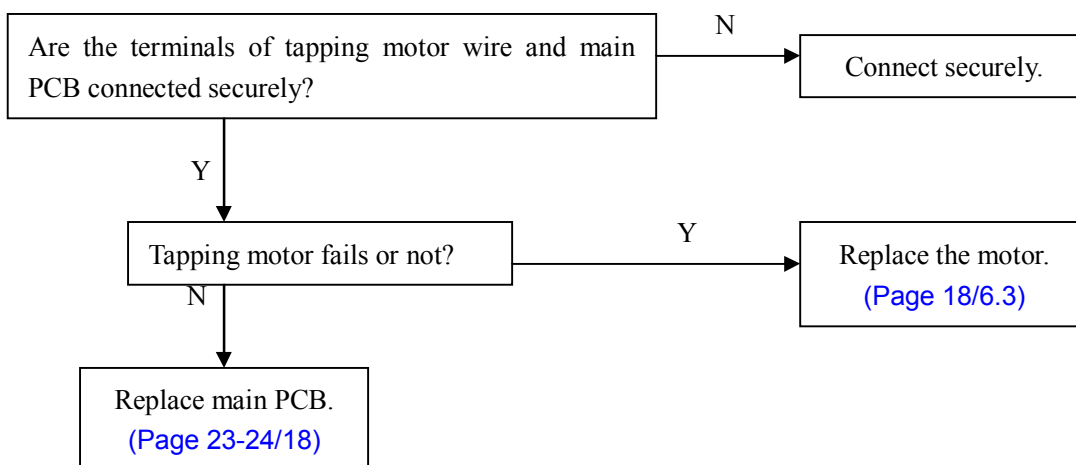 Are the terminals of tapping motor wire and main
PCB connected securely?
N
Connect securely.
Y
Tapping motor fails or not?
Y
Replace the motor.
(Page 18/6.3)
N
Replace main PCB.
(Page 23-24/18)